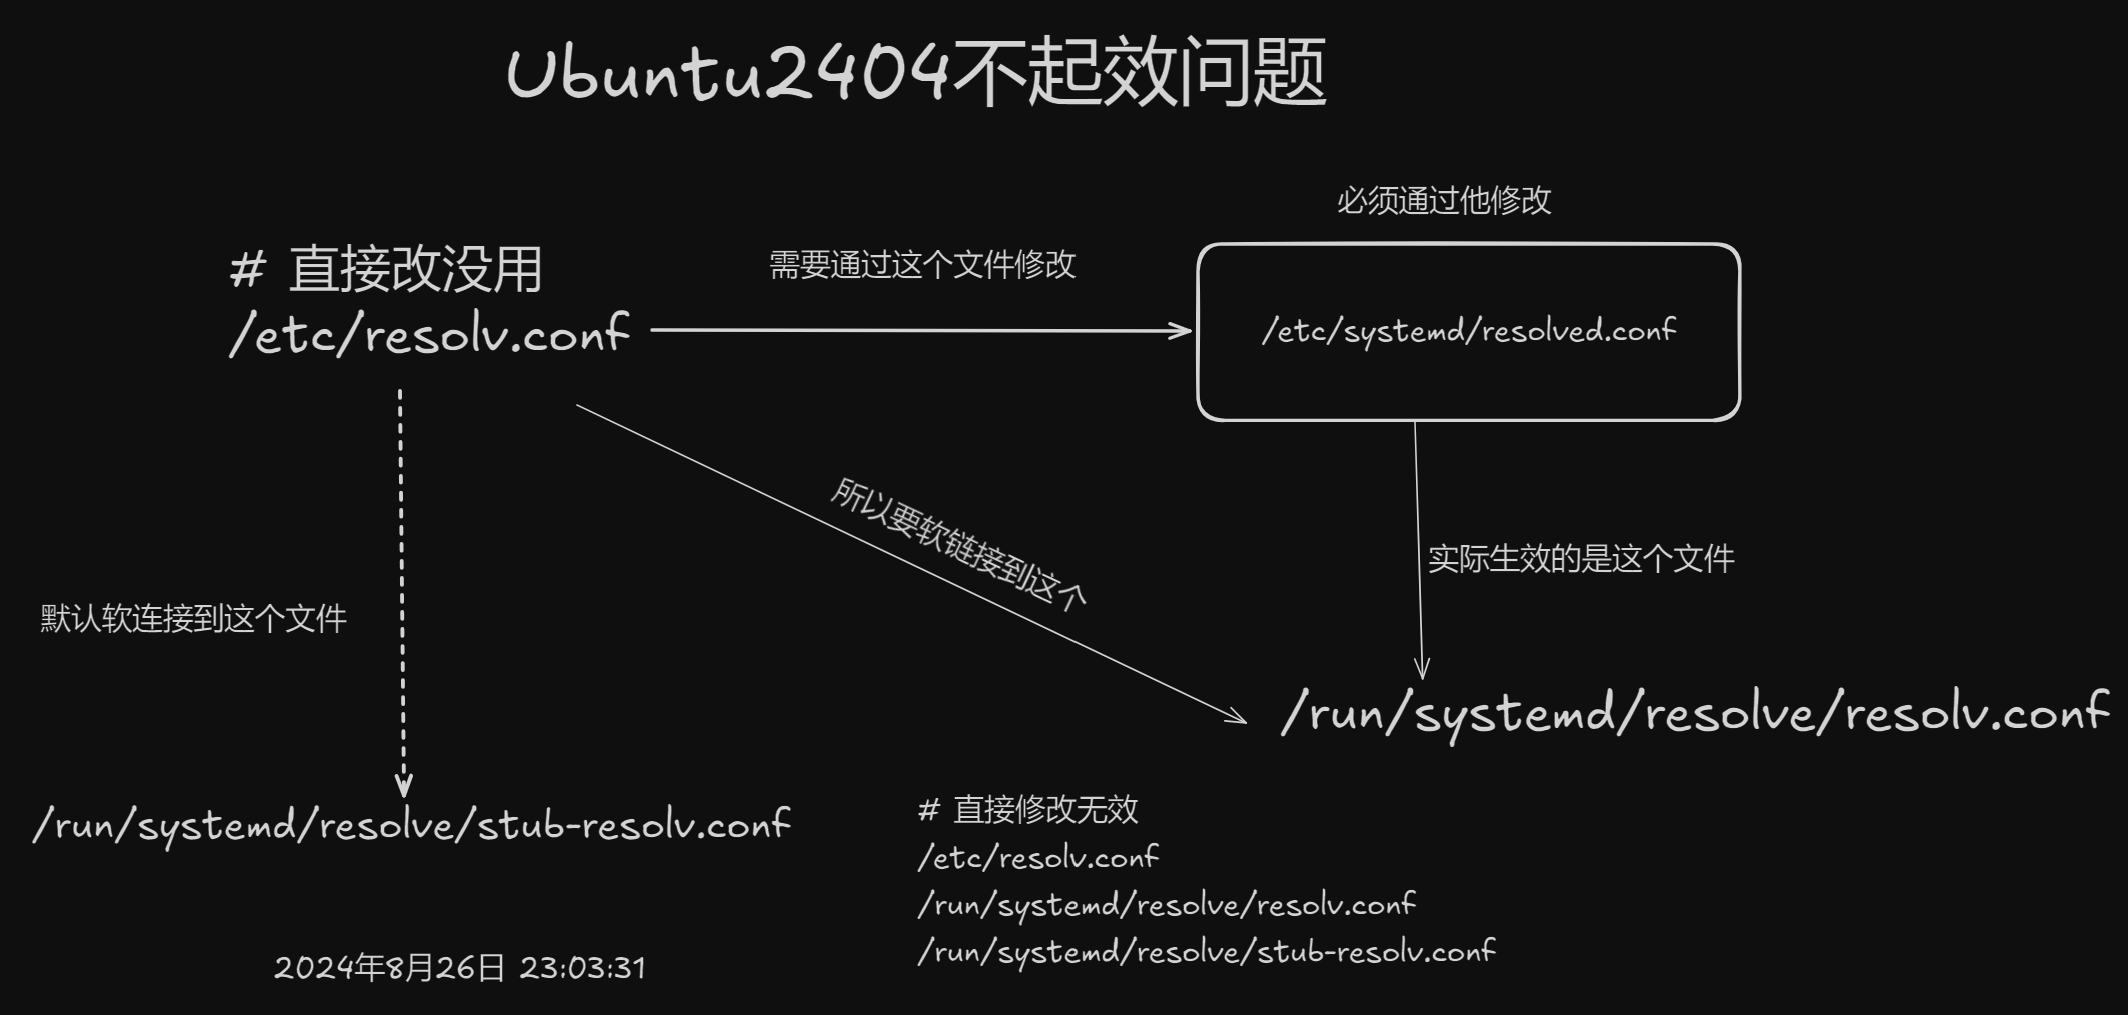 Ubuntu2404不起效问题
必须通过他修改
# 直接改没用
/etc/resolv.conf
需要通过这个文件修改
/etc/systemd/resolved.conf
所以要软链接到这个
实际生效的是这个文件
默认软连接到这个文件
/run/systemd/resolve/resolv.conf
/run/systemd/resolve/stub-resolv.conf
# 直接修改无效
/etc/resolv.conf
/run/systemd/resolve/resolv.conf
/run/systemd/resolve/stub-resolv.conf
2024年8月26日 23:03:31